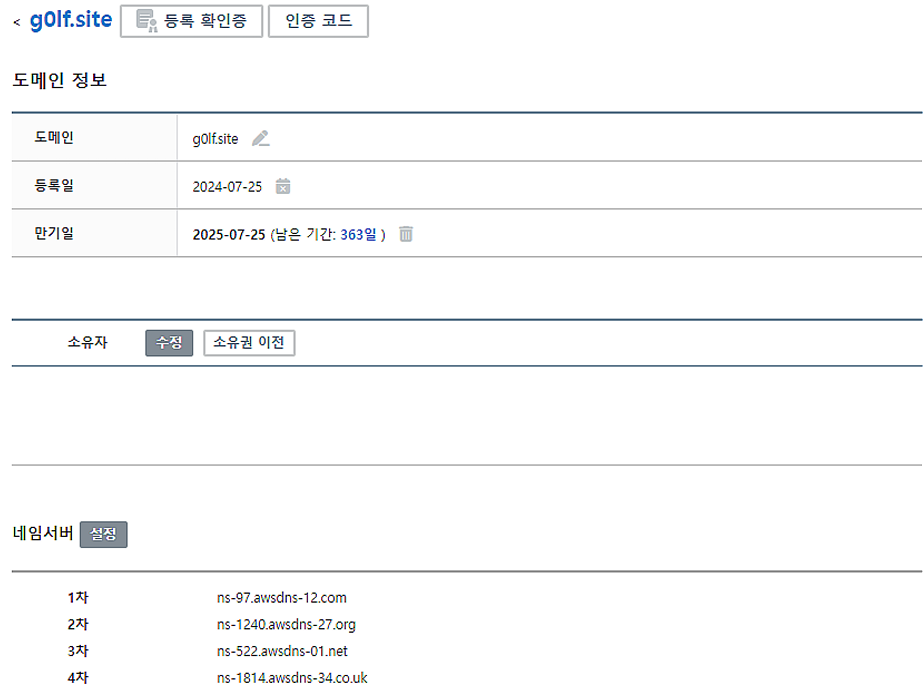 < g0lf.site 등록 확인증 인증 코드
도메인 정보
도메인 g0lf.site
등록일 2024-07-25
만기일 2025-07-25 (남은 기간: 363일 )
소유자 수정 소유권 이전
네임서버 설정
1차 ns-97.awsdns-12.com
2차 ns-1240.awsdns-27.org
3차 ns-522.awsdns-01.net
4차 ns-1814.awsdns-34.co.uk